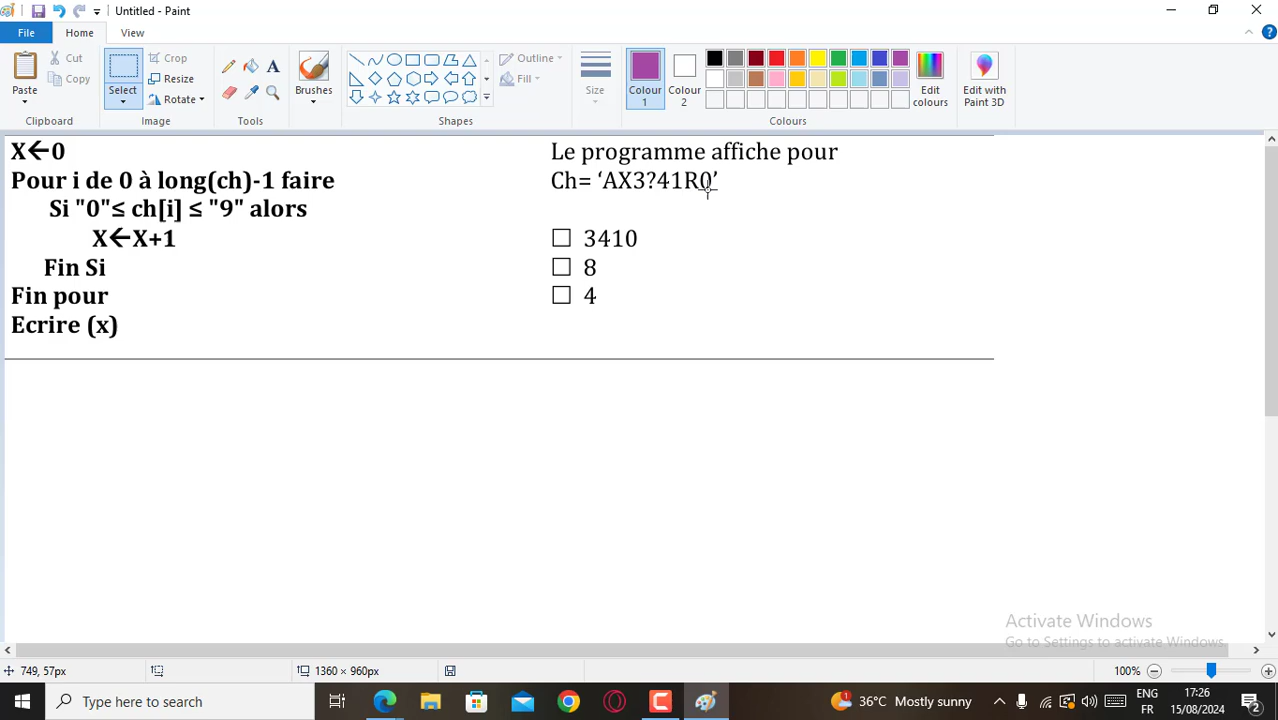 Untitled - Paint
File Home View
Paste
Cut
Copy
Clipboard
Select
Crop
Resize
Rotate
Image
A
Tools
Brushes
Outline
Fill
Shapes
Size
Colour 1
Colour 2
Edit colours
Edit with Paint 3D
Colours
X←0
Pour i de 0 à long(ch)-1 faire
Si "0"≤ ch[i] ≤ "9" alors
X←X+1
Fin Si
Fin pour
Ecrire (x)
Le programme affiche pour
Ch= ‘AX3?41R0’
☐ 3410
☐ 8
☐ 4
Activate Windows
Go to Settings to activate Windows.
749, 57px
1360 × 960px
100%
Type here to search
1
36°C Mostly sunny
ENG
FR
17:26
15/08/2024
2